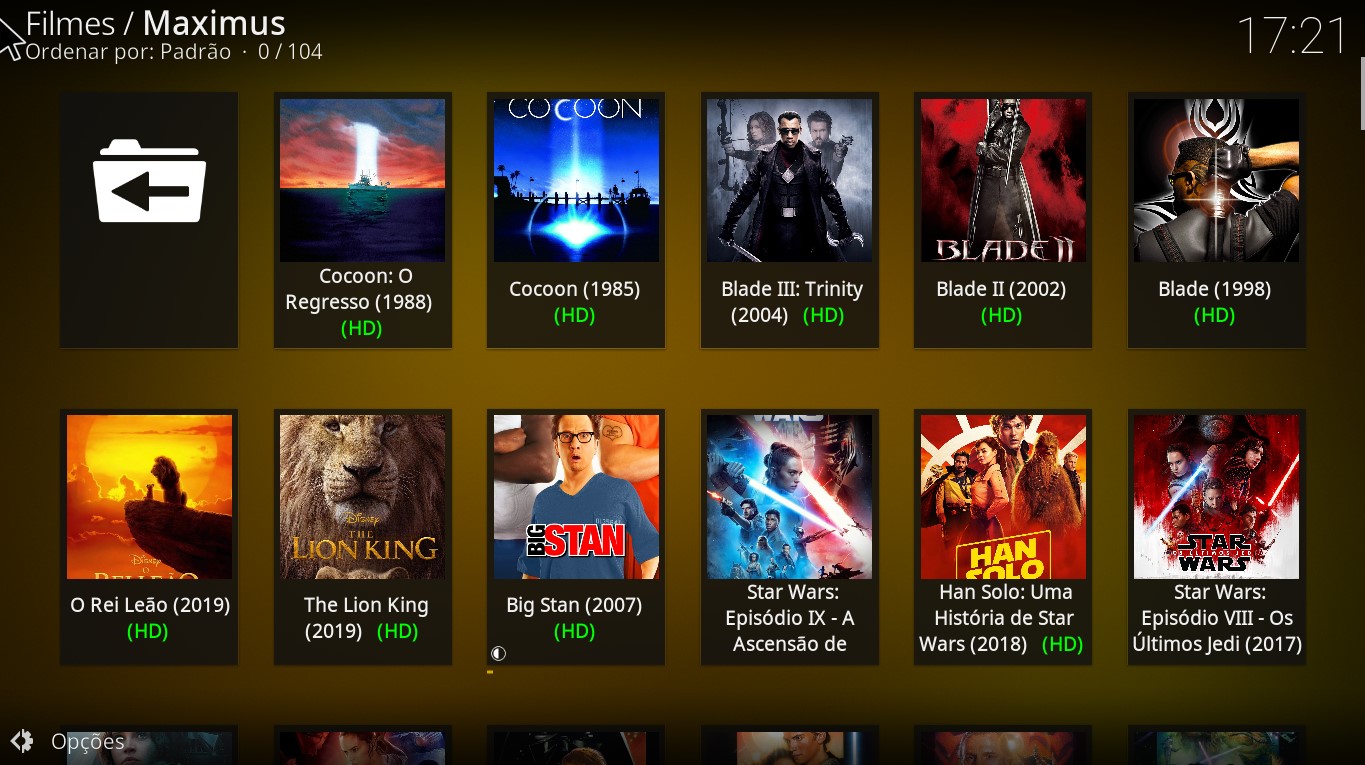 Filmes / Maximus
Ordenar por: Padrão · 0 / 104
17:21
COCOON
BLADE II
Cocoon: O
Regresso (1988)
(HD)
Cocoon (1985)
(HD)
Blade III: Trinity
(2004) (HD)
Blade II (2002)
(HD)
Blade (1998)
(HD)
Disney
O
REI LEÃO
Disney
THE
LION KING
BIG
STAN
STAR WARS
HAN
SOLO
STAR
OS ÚLTIMOS JEDI
WARS
O Rei Leão (2019)
(HD)
The Lion King
(2019) (HD)
Big Stan (2007)
(HD)
Star Wars:
Episódio IX - A
Ascensão de
Han Solo: Uma
História de Star
Wars (2018) (HD)
Star Wars:
Episódio VIII - Os
Últimos Jedi (2017)
Opções